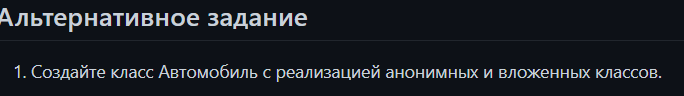 Альтернативное задание
1. Создайте класс Автомобиль с реализацией анонимных и вложенных классов.